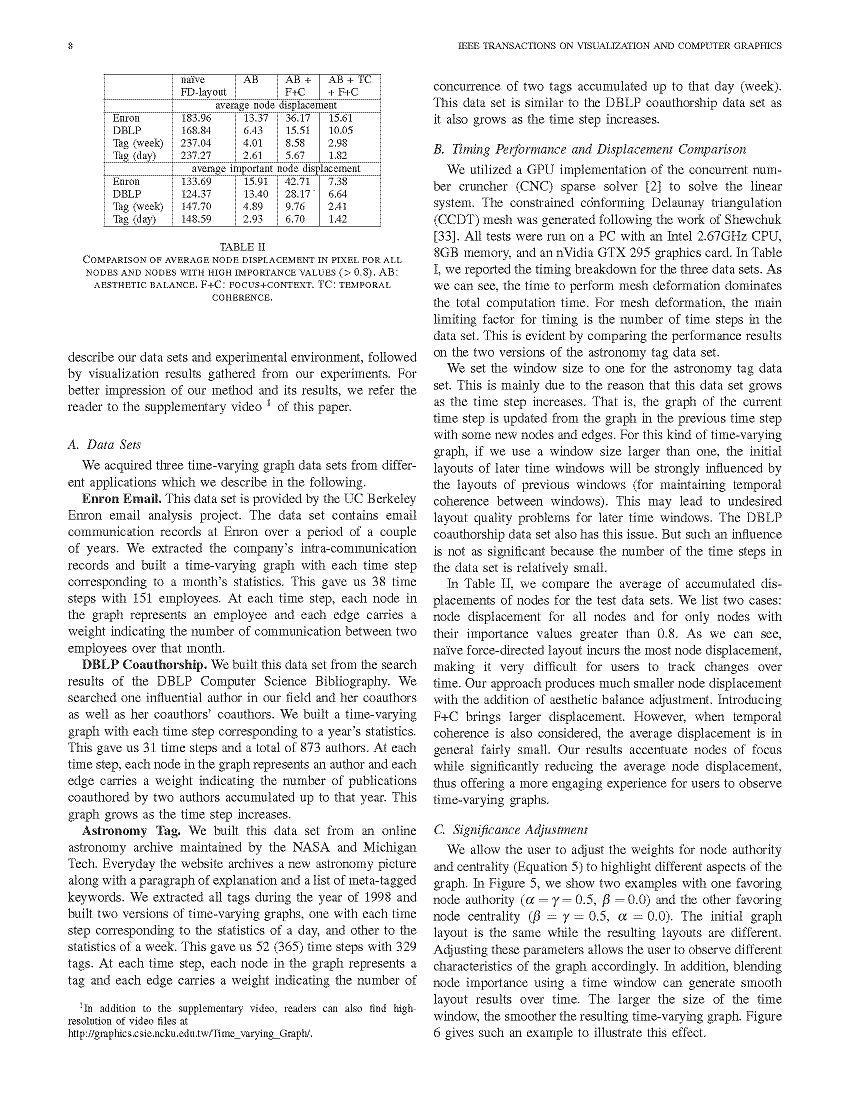 8
IEEE TRANSACTIONS ON VISUALIZATION AND COMPUTER GRAPHICS
naïve AB AB + AB + TC
FD-layout F+C + F+C
average node displacement
Enron 183.96 13.37 36.17 15.61
DBLP 168.84 6.43 15.51 10.05
Tag (week) 237.04 4.01 8.58 2.98
Tag (day) 237.27 2.61 5.67 1.82
average important node displacement
Enron 133.69 15.91 42.71 7.38
DBLP 124.37 13.40 28.17 6.64
Tag (week) 147.70 4.89 9.76 2.41
Tag (day) 148.59 2.93 6.70 1.42
TABLE II
COMPARISON OF AVERAGE NODE DISPLACEMENT IN PIXEL FOR ALL
NODES AND NODES WITH HIGH IMPORTANCE VALUES (> 0.8). AB:
AESTHETIC BALANCE. F+C: FOCUS+CONTEXT. TC: TEMPORAL
COHERENCE.
describe our data sets and experimental environment, followed
by visualization results gathered from our experiments. For
better impression of our method and its results, we refer the
reader to the supplementary video 1 of this paper.
A. Data Sets
We acquired three time-varying graph data sets from differ-
ent applications which we describe in the following.
Enron Email. This data set is provided by the UC Berkeley
Enron email analysis project. The data set contains email
communication records at Enron over a period of a couple
of years. We extracted the company's intra-communication
records and built a time-varying graph with each time step
corresponding to a month's statistics. This gave us 38 time
steps with 151 employees. At each time step, each node in
the graph represents an employee and each edge carries a
weight indicating the number of communication between two
employees over that month.
DBLP Coauthorship. We built this data set from the search
results of the DBLP Computer Science Bibliography. We
searched one influential author in our field and her coauthors
as well as her coauthors' coauthors. We built a time-varying
graph with each time step corresponding to a year's statistics.
This gave us 31 time steps and a total of 873 authors. At each
time step, each node in the graph represents an author and each
edge carries a weight indicating the number of publications
coauthored by two authors accumulated up to that year. This
graph grows as the time step increases.
Astronomy Tag. We built this data set from an online
astronomy archive maintained by the NASA and Michigan
Tech. Everyday the website archives a new astronomy picture
along with a paragraph of explanation and a list of meta-tagged
keywords. We extracted all tags during the year of 1998 and
built two versions of time-varying graphs, one with each time
step corresponding to the statistics of a day, and other to the
statistics of a week. This gave us 52 (365) time steps with 329
tags. At each time step, each node in the graph represents a
tag and each edge carries a weight indicating the number of
1In addition to the supplementary video, readers can also find high-
resolution of video files at
http://graphics.csie.ncku.edu.tw/Time_varying_Graph/.
concurrence of two tags accumulated up to that day (week).
This data set is similar to the DBLP coauthorship data set as
it also grows as the time step increases.
B. Timing Performance and Displacement Comparison
We utilized a GPU implementation of the concurrent num-
ber cruncher (CNC) sparse solver [2] to solve the linear
system. The constrained conforming Delaunay triangulation
(CCDT) mesh was generated following the work of Shewchuk
[33]. All tests were run on a PC with an Intel 2.67GHz CPU,
8GB memory, and an nVidia GTX 295 graphics card. In Table
I, we reported the timing breakdown for the three data sets. As
we can see, the time to perform mesh deformation dominates
the total computation time. For mesh deformation, the main
limiting factor for timing is the number of time steps in the
data set. This is evident by comparing the performance results
on the two versions of the astronomy tag data set.
We set the window size to one for the astronomy tag data
set. This is mainly due to the reason that this data set grows
as the time step increases. That is, the graph of the current
time step is updated from the graph in the previous time step
with some new nodes and edges. For this kind of time-varying
graph, if we use a window size larger than one, the initial
layouts of later time windows will be strongly influenced by
the layouts of previous windows (for maintaining temporal
coherence between windows). This may lead to undesired
layout quality problems for later time windows. The DBLP
coauthorship data set also has this issue. But such an influence
is not as significant because the number of the time steps in
the data set is relatively small.
In Table II, we compare the average of accumulated dis-
placements of nodes for the test data sets. We list two cases:
node displacement for all nodes and for only nodes with
their importance values greater than 0.8. As we can see,
naïve force-directed layout incurs the most node displacement,
making it very difficult for users to track changes over
time. Our approach produces much smaller node displacement
with the addition of aesthetic balance adjustment. Introducing
F+C brings larger displacement. However, when temporal
coherence is also considered, the average displacement is in
general fairly small. Our results accentuate nodes of focus
while significantly reducing the average node displacement,
thus offering a more engaging experience for users to observe
time-varying graphs.
C. Significance Adjustment
We allow the user to adjust the weights for node authority
and centrality (Equation 5) to highlight different aspects of the
graph. In Figure 5, we show two examples with one favoring
node authority (α = γ = 0.5, β = 0.0) and the other favoring
node centrality (β = γ = 0.5, α = 0.0). The initial graph
layout is the same while the resulting layouts are different.
Adjusting these parameters allows the user to observe different
characteristics of the graph accordingly. In addition, blending
node importance using a time window can generate smooth
layout results over time. The larger the size of the time
window, the smoother the resulting time-varying graph. Figure
6 gives such an example to illustrate this effect.